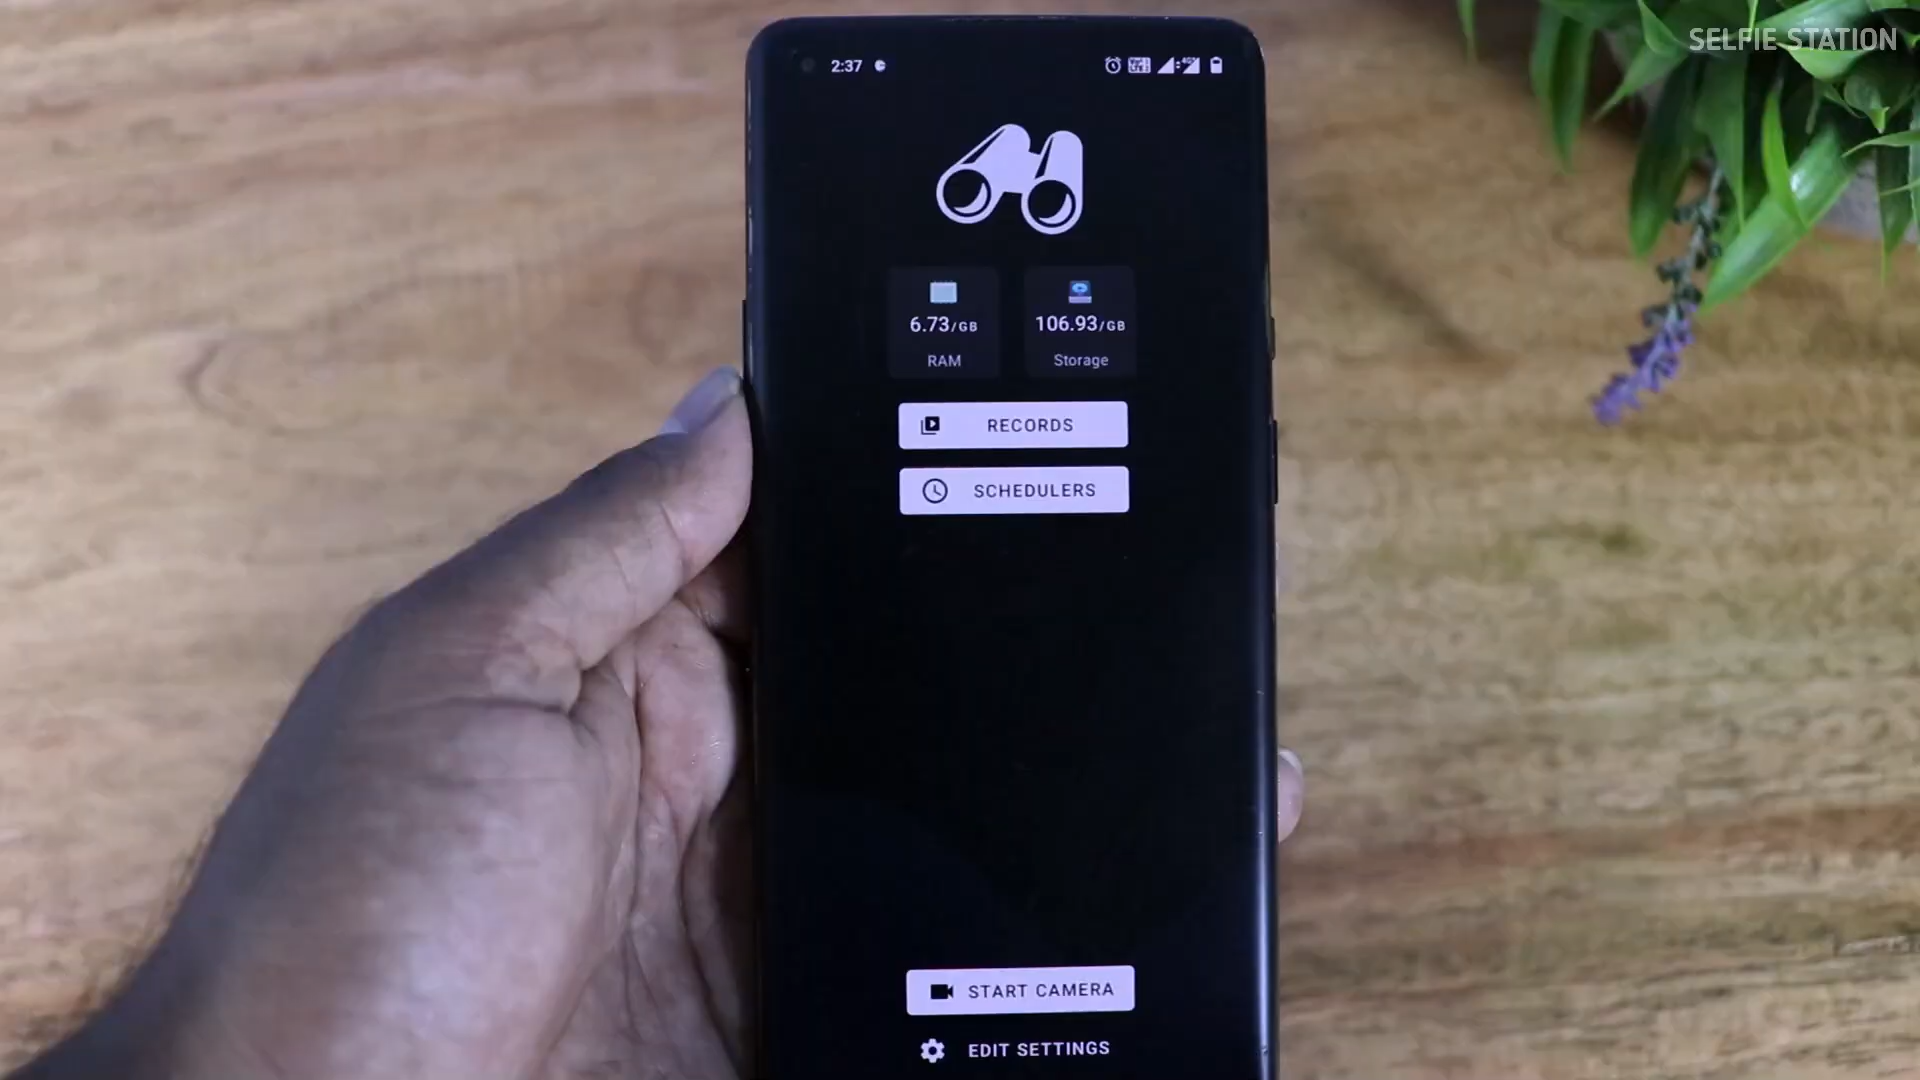 SELFIE STATION
2:37
6.73/GB
RAM
106.93/GB
Storage
RECORDS
SCHEDULERS
START CAMERA
EDIT SETTINGS